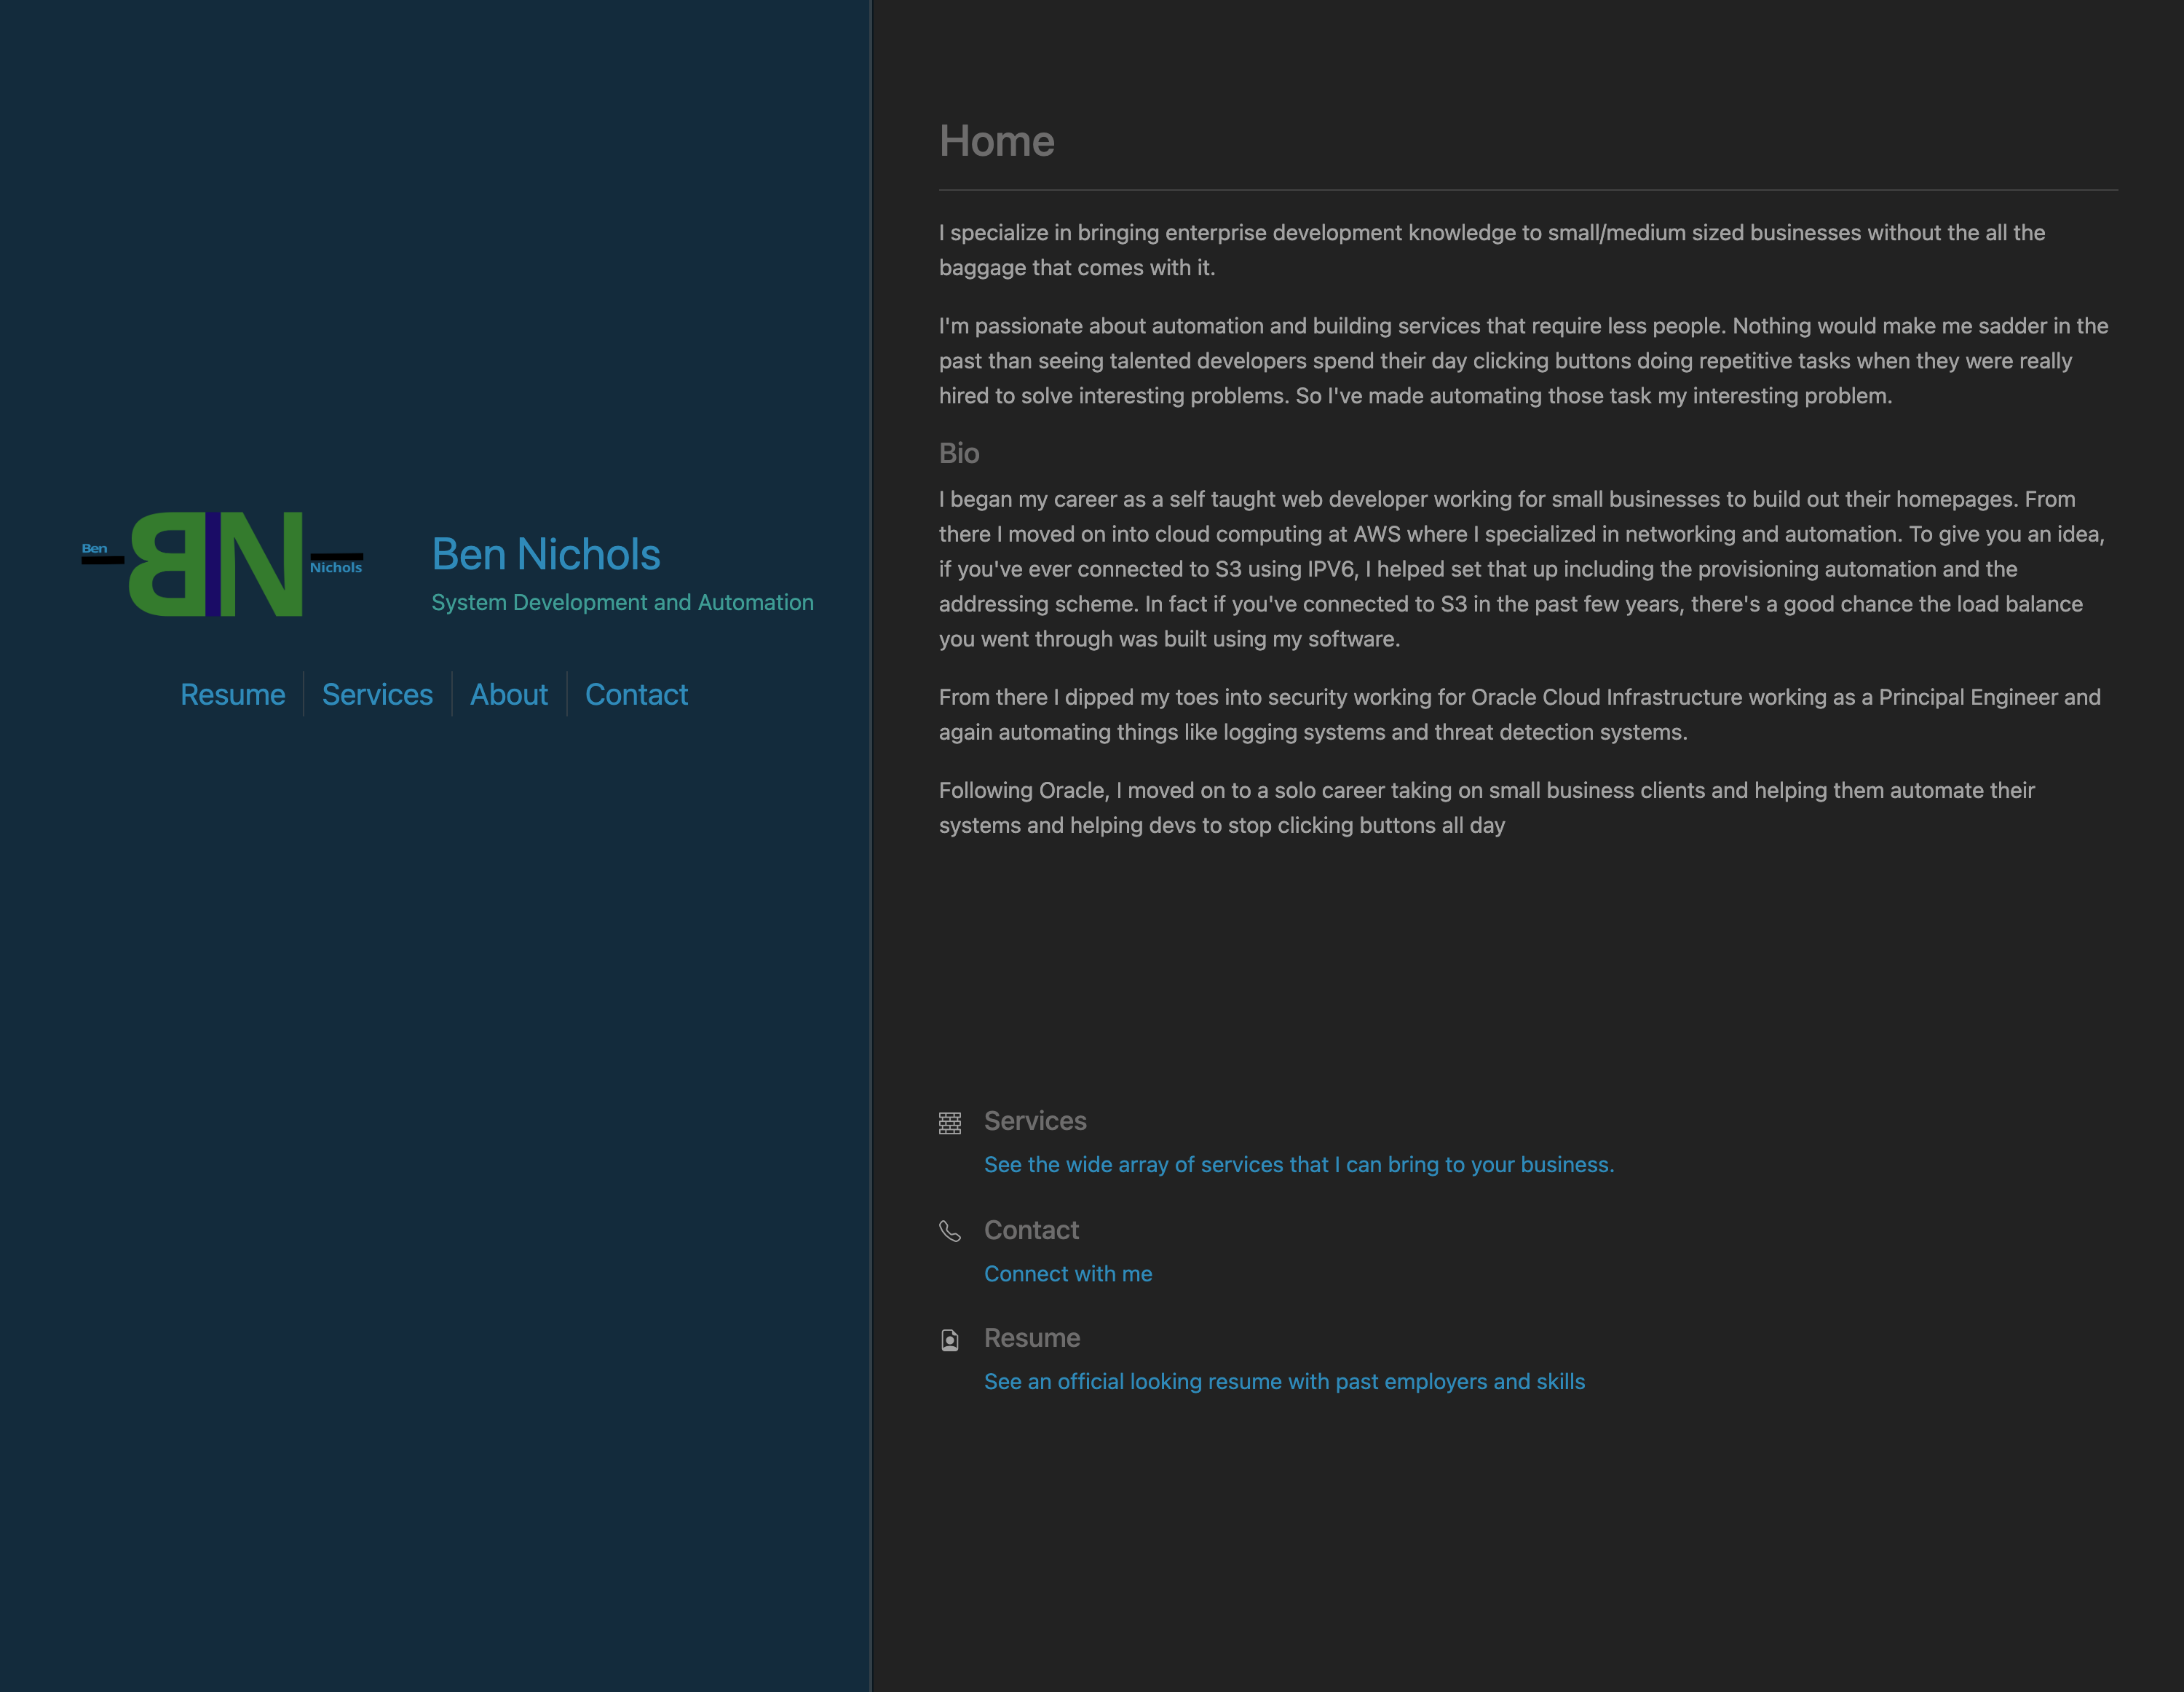 Ben
BN
Nichols
Ben Nichols
System Development and Automation
Resume
Services
About
Contact
Home
I specialize in bringing enterprise development knowledge to small/medium sized businesses without the all the
baggage that comes with it.
I'm passionate about automation and building services that require less people. Nothing would make me sadder in the
past than seeing talented developers spend their day clicking buttons doing repetitive tasks when they were really
hired to solve interesting problems. So I've made automating those task my interesting problem.
Bio
I began my career as a self taught web developer working for small businesses to build out their homepages. From
there I moved on into cloud computing at AWS where I specialized in networking and automation. To give you an idea,
if you've ever connected to S3 using IPV6, I helped set that up including the provisioning automation and the
addressing scheme. In fact if you've connected to S3 in the past few years, there's a good chance the load balance
you went through was built using my software.
From there I dipped my toes into security working for Oracle Cloud Infrastructure working as a Principal Engineer and
again automating things like logging systems and threat detection systems.
Following Oracle, I moved on to a solo career taking on small business clients and helping them automate their
systems and helping devs to stop clicking buttons all day
Services
See the wide array of services that I can bring to your business.
Contact
Connect with me
Resume
See an official looking resume with past employers and skills